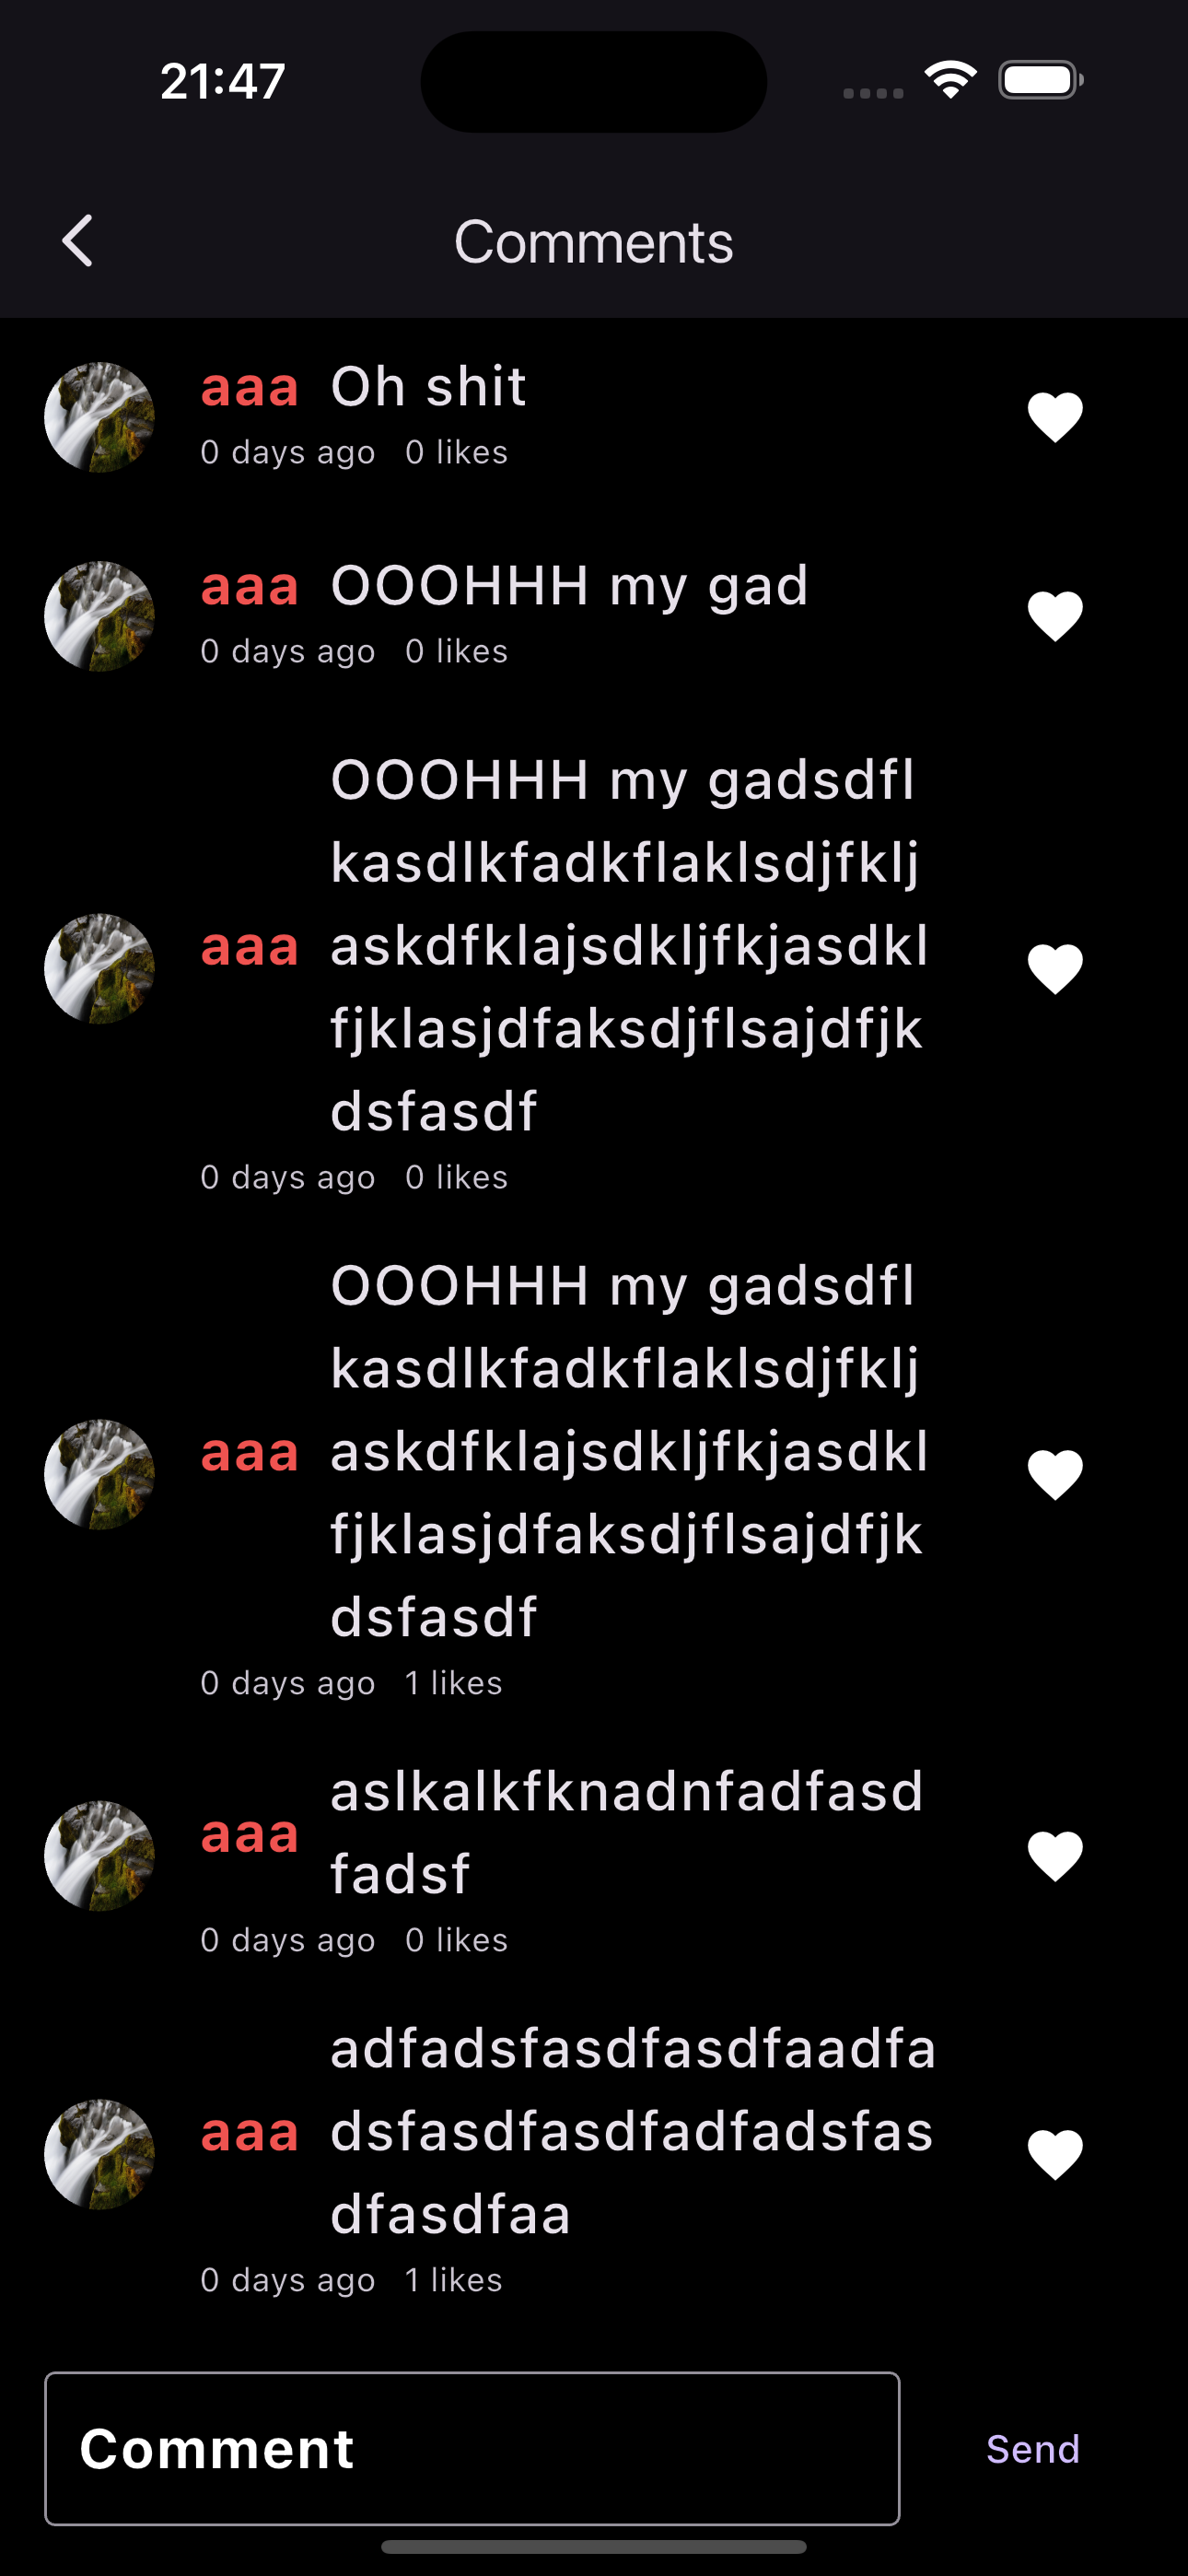 21:47
Comments
aaa Oh shit
0 days ago 0 likes
aaa OOOHHH my gad
0 days ago 0 likes
OOOHHH my gadsdfl
kasdlkfadkflaklsdjfklj
aaa askdfklajsdkljfkjasdkl
fjklasjdfaksdjflsajdfjk
dsfasdf
0 days ago 0 likes
OOOHHH my gadsdfl
kasdlkfadkflaklsdjfklj
aaa askdfklajsdkljfkjasdkl
fjklasjdfaksdjflsajdfjk
dsfasdf
0 days ago 1 likes
aaa aslkalkfknadnfadfasd
fadsf
0 days ago 0 likes
adfadsfasdfasdfaadfa
aaa dsfasdfasdfadfadsfas
dfasdfaa
0 days ago 1 likes
Comment Send